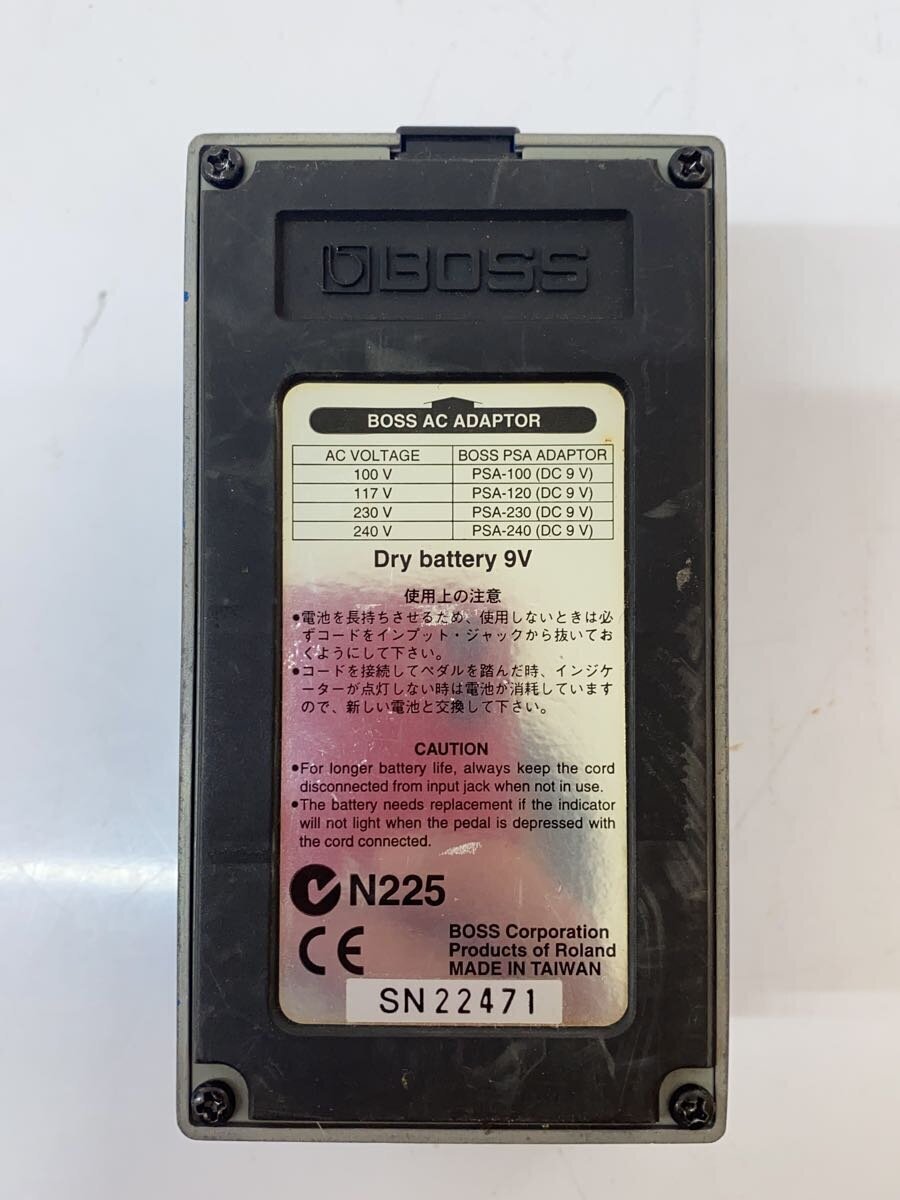 BOSS
BOSS AC ADAPTOR
AC VOLTAGE BOSS PSA ADAPTOR
100 V PSA-100 (DC 9 V)
117 V PSA-120 (DC 9 V)
230 V PSA-230 (DC 9 V)
240 V PSA-240 (DC 9 V)
Dry battery 9V
使用上の注意
●電池を長持ちさせるため、使用しないときは必
ずコードをインプット・ジャックから抜いてお
くようにして下さい。
●コードを接続してペダルを踏んだ時、インジケ
ーターが点灯しない時は電池が消耗しています
ので、新しい電池と交換して下さい。
CAUTION
●For longer battery life, always keep the cord
disconnected from input jack when not in use.
●The battery needs replacement if the indicator
will not light when the pedal is depressed with
the cord connected.
N225
CE
BOSS Corporation
Products of Roland
MADE IN TAIWAN
SN22471